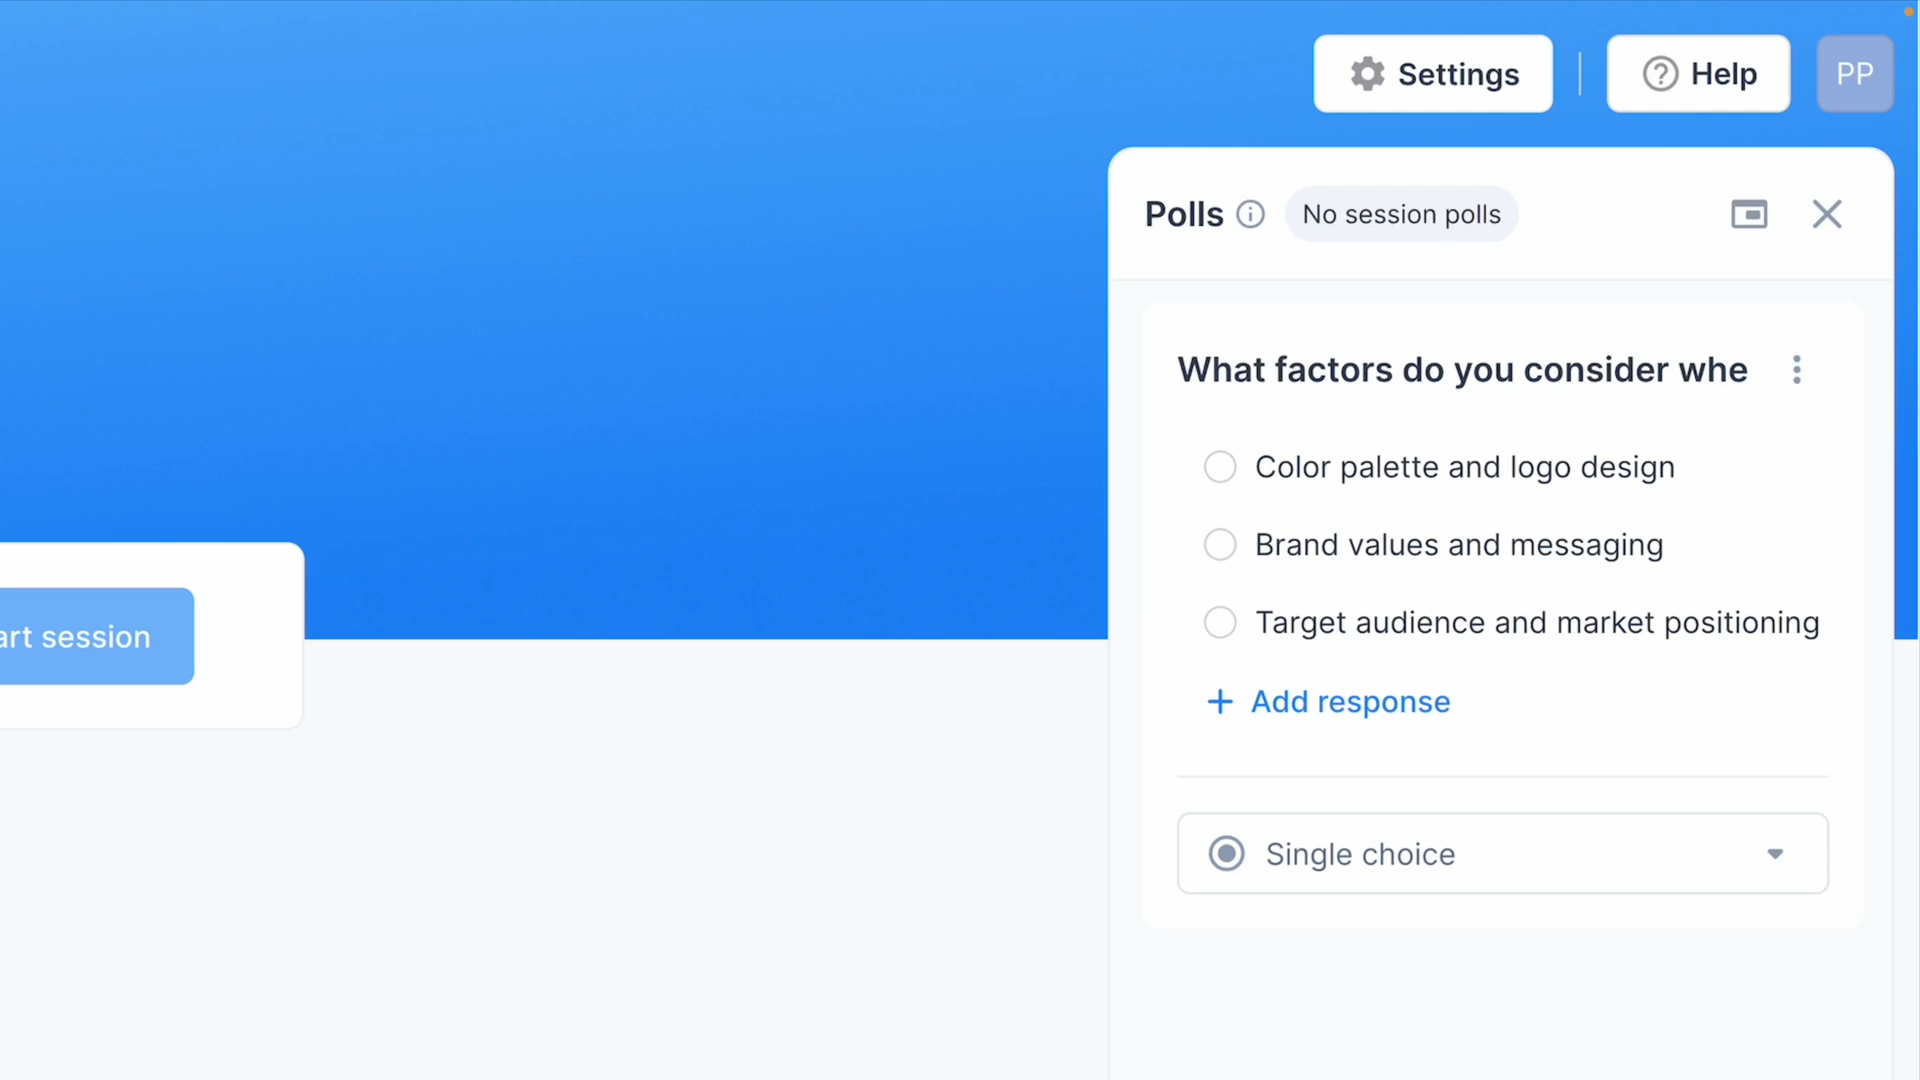 Settings
Help
PP
Polls
No session polls
What factors do you consider whe
Color palette and logo design
Brand values and messaging
Target audience and market positioning
+ Add response
Single choice
art session